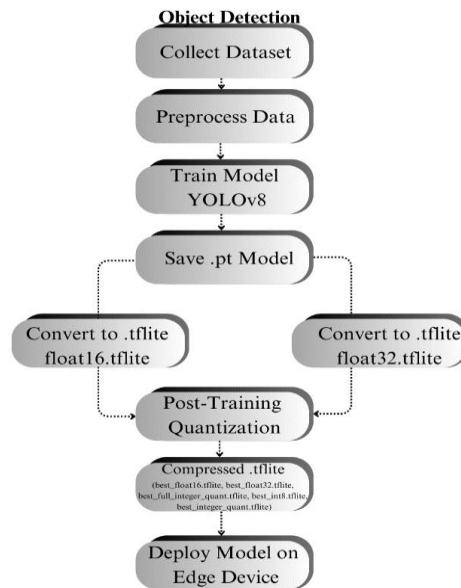 Object Detection
Collect Dataset
Preprocess Data
Train Model
YOLOv8
Save .pt Model
Convert to .tflite
float16.tflite
Convert to .tflite
float32.tflite
Post-Training
Quantization
Compressed .tflite
(best_float16.tflite, best_float32.tflite,
best_full_integer_quant.tflite, best_int8.tflite,
best_integer_quant.tflite)
Deploy Model on
Edge Device